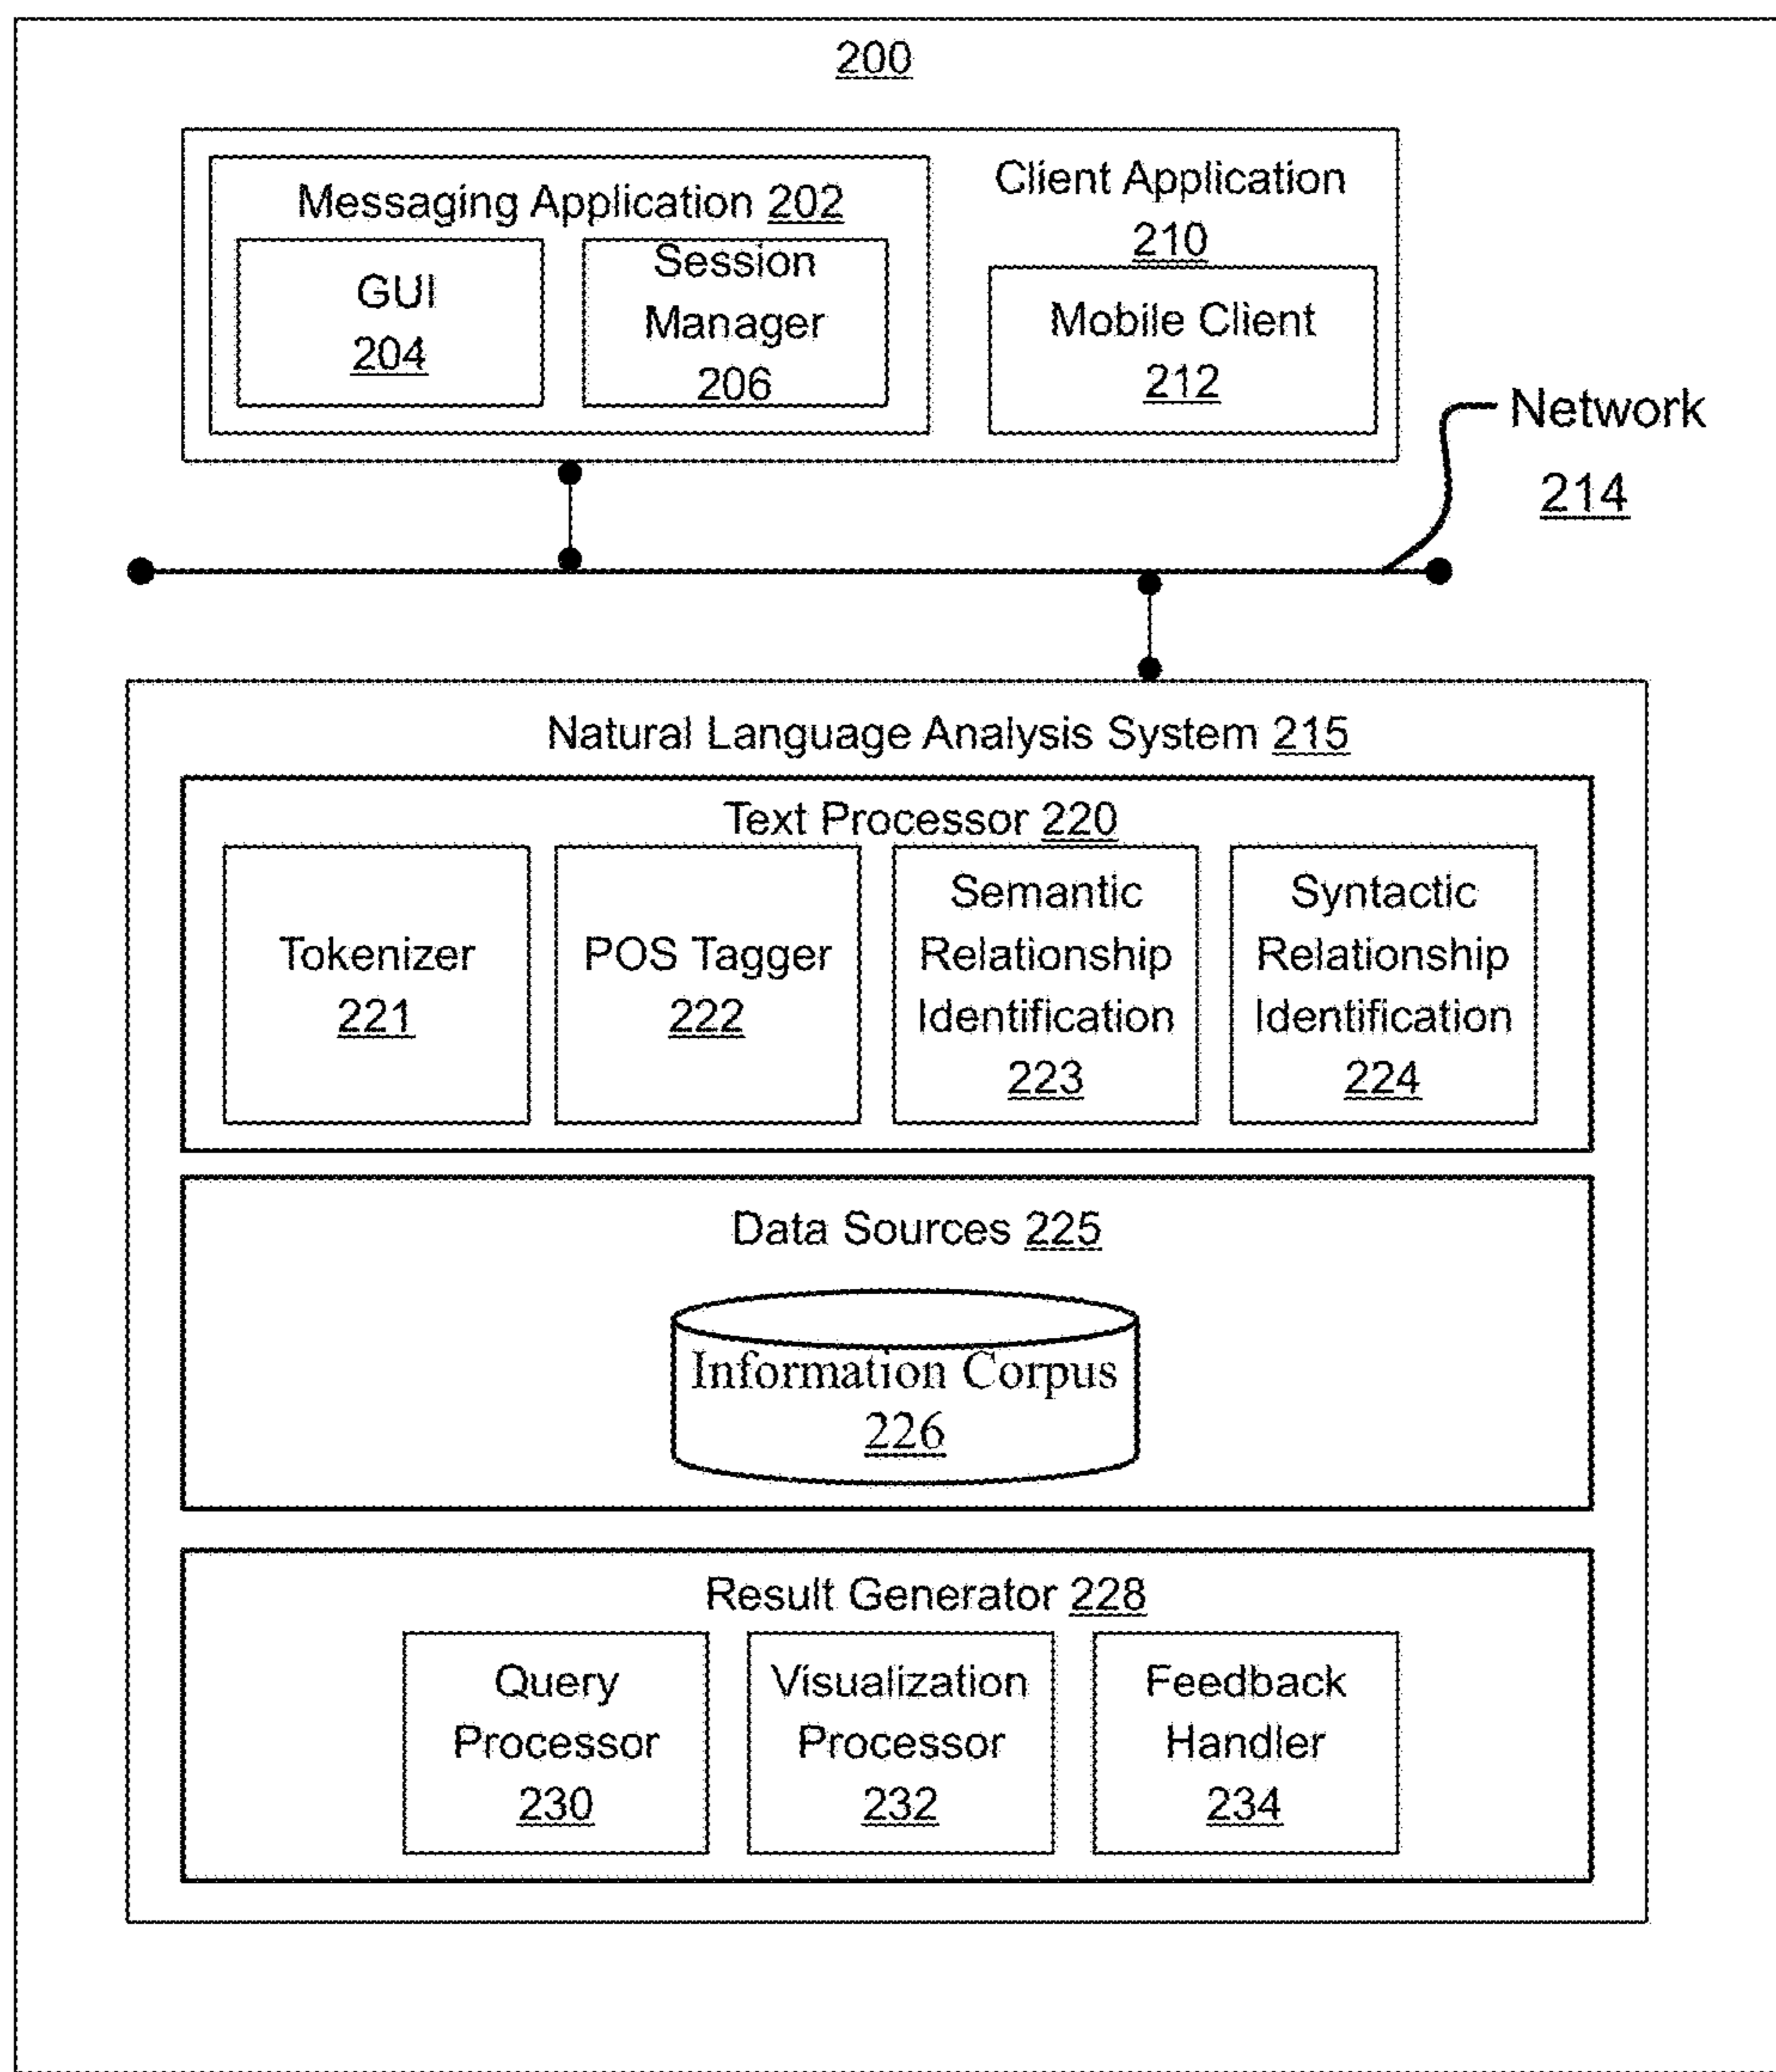 200
Messaging Application 202
GUI
204
Session
Manager
206
Client Application
210
Mobile Client
212
Network
214
Natural Language Analysis System 215
Text Processor 220
Tokenizer
221
POS Tagger
222
Semantic
Relationship
Identification
223
Syntactic
Relationship
Identification
224
Data Sources 225
Information Corpus
226
Result Generator 228
Query
Processor
230
Visualization
Processor
232
Feedback
Handler
234